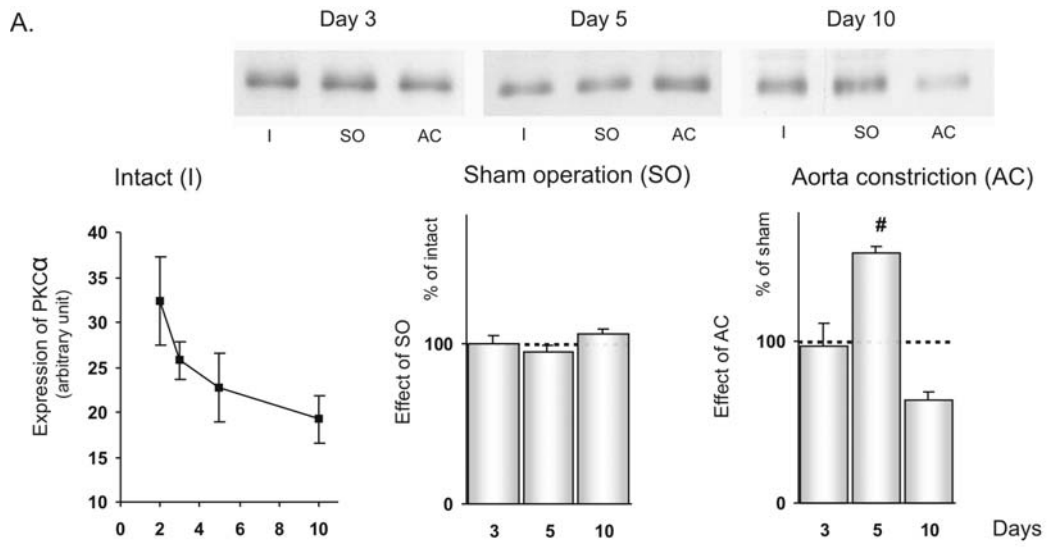 A.
Day 3 Day 5 Day 10
I SO AC I SO AC I SO AC
Intact (I)
Expression of PKCα
(arbitrary unit)
40
35
30
25
20
15
10
0 2 4 6 8 10
Sham operation (SO)
Effect of SO
% of intact
100
0
3 5 10
Aorta constriction (AC)
Effect of AC
% of sham
#
100
0
3 5 10 Days